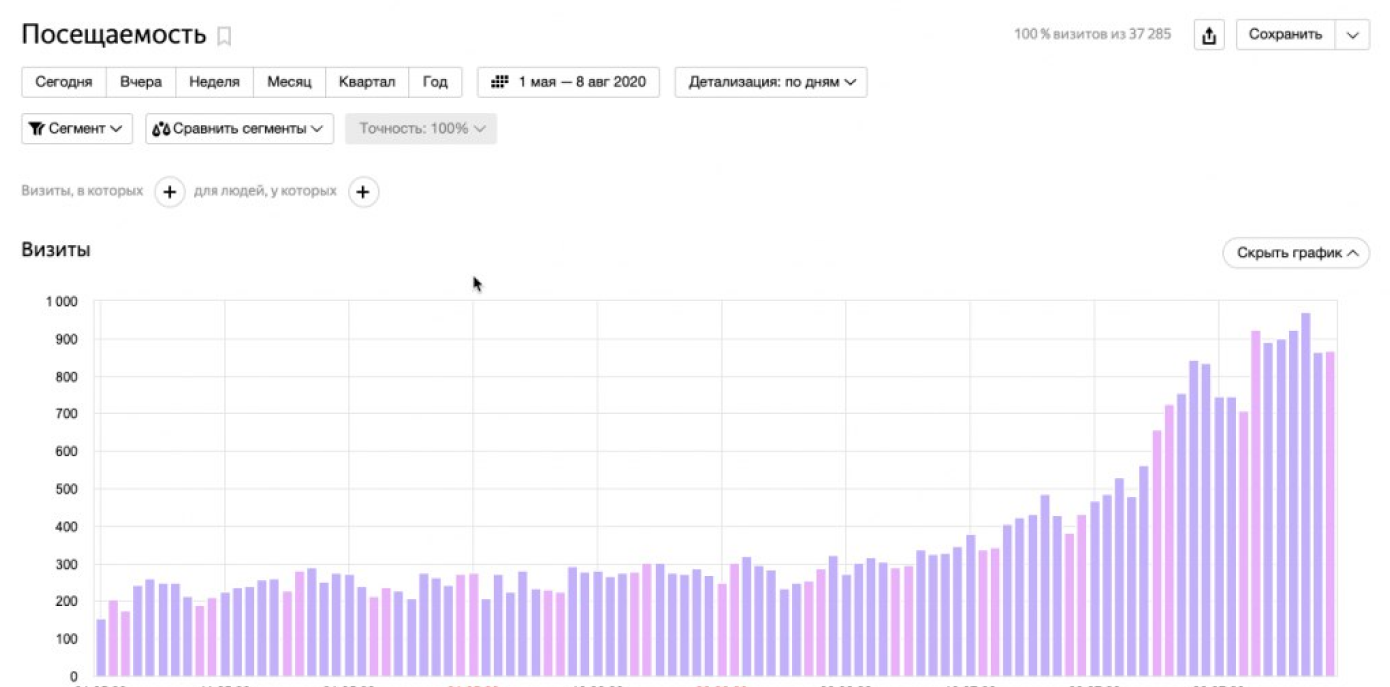 Посещаемость
100 % визитов из 37 285
Сохранить
Сегодня Вчера Неделя Месяц Квартал Год 1 мая — 8 авг 2020 Детализация: по дням
Сегмент Сравнить сегменты Точность: 100%
Визиты, в которых + для людей, у которых +
Визиты
Скрыть график
1 000
900
800
700
600
500
400
300
200
100
0